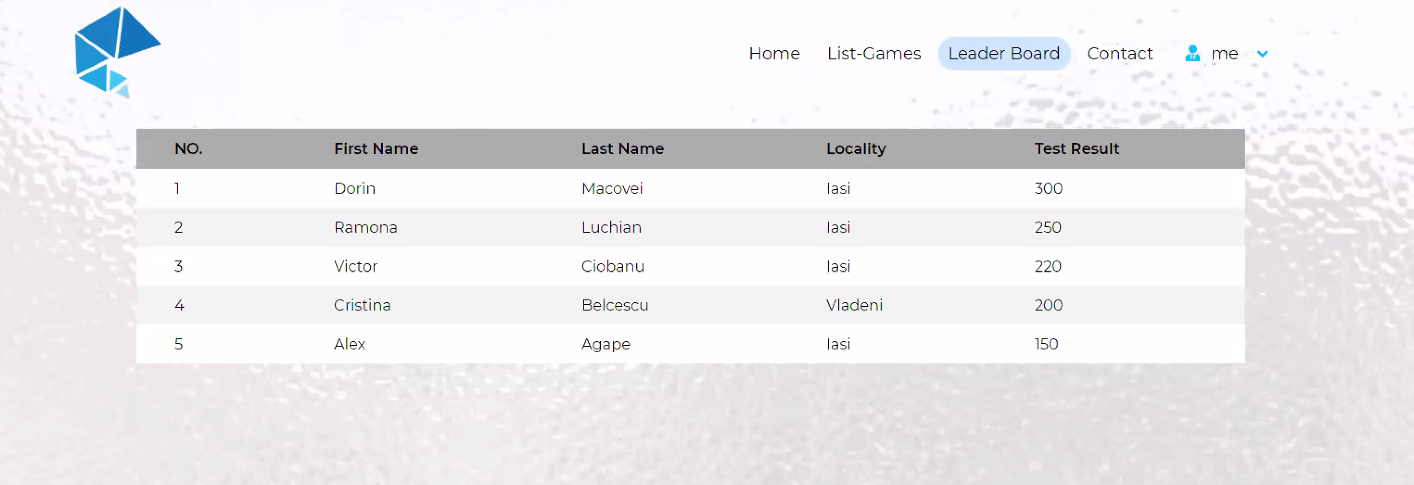 Home List-Games Leader Board Contact me
NO. First Name Last Name Locality Test Result
1 Dorin Macovei Iasi 300
2 Ramona Luchian Iasi 250
3 Victor Ciobanu Iasi 220
4 Cristina Belcescu Vladeni 200
5 Alex Agape Iasi 150